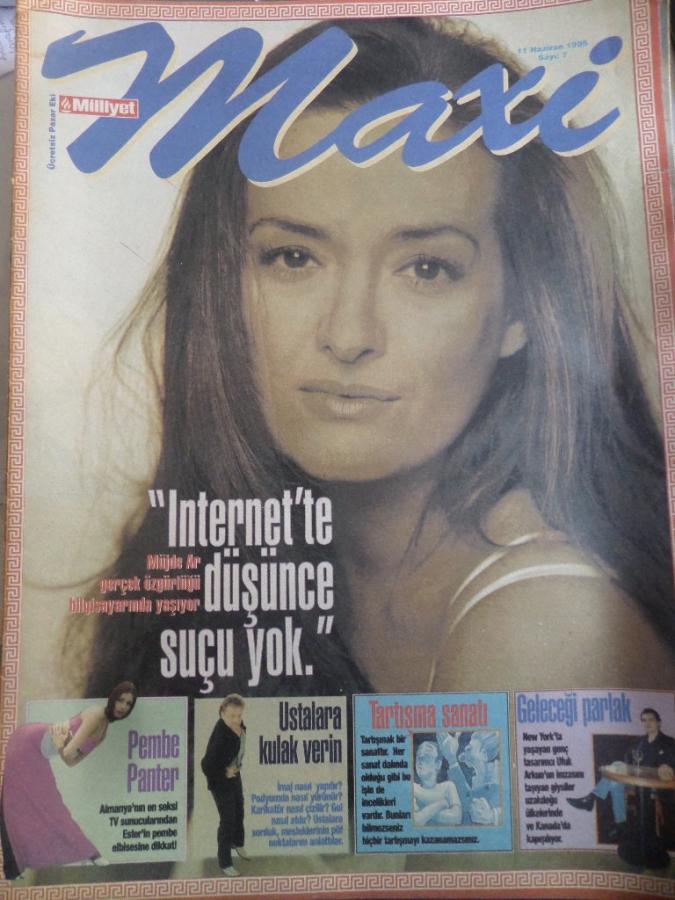 Maxi
11 Haziran 1995
Sayı: 7
Ücretsiz Pazar Eki
Milliyet
"Internet'te
düşünce
suçu yok."
Müjde Ar
gerçek özgürlüğü
bilgisayarında yaşıyor
Pembe
Panter
Almanya'nın en seksi
TV sunucularından
Ester'in pembe
elbisesine dikkat!
Ustalara
kulak verin
İmaj nasıl yapılır?
Podyumda nasıl yürünür?
Karikatür nasıl çizilir? Gol
nasıl atılır? Ustalara
sorduk, mesleklerinin püf
noktalarını anlattılar.
Tartışma sanatı
Tartışmak bir
sanattır. Her
sanat dalında
olduğu gibi bu
işin de
incelikleri
vardır. Bunları
bilmezseniz
hiçbir tartışmayı kazanamazsınız.
Geleceği parlak
New York'ta
yaşayan genç
tasarımcı Ufuk
Arkun'un imzasını
taşıyan giysiler
uzakdoğu
ülkelerinde
ve Kanada'da
kapışılıyor.